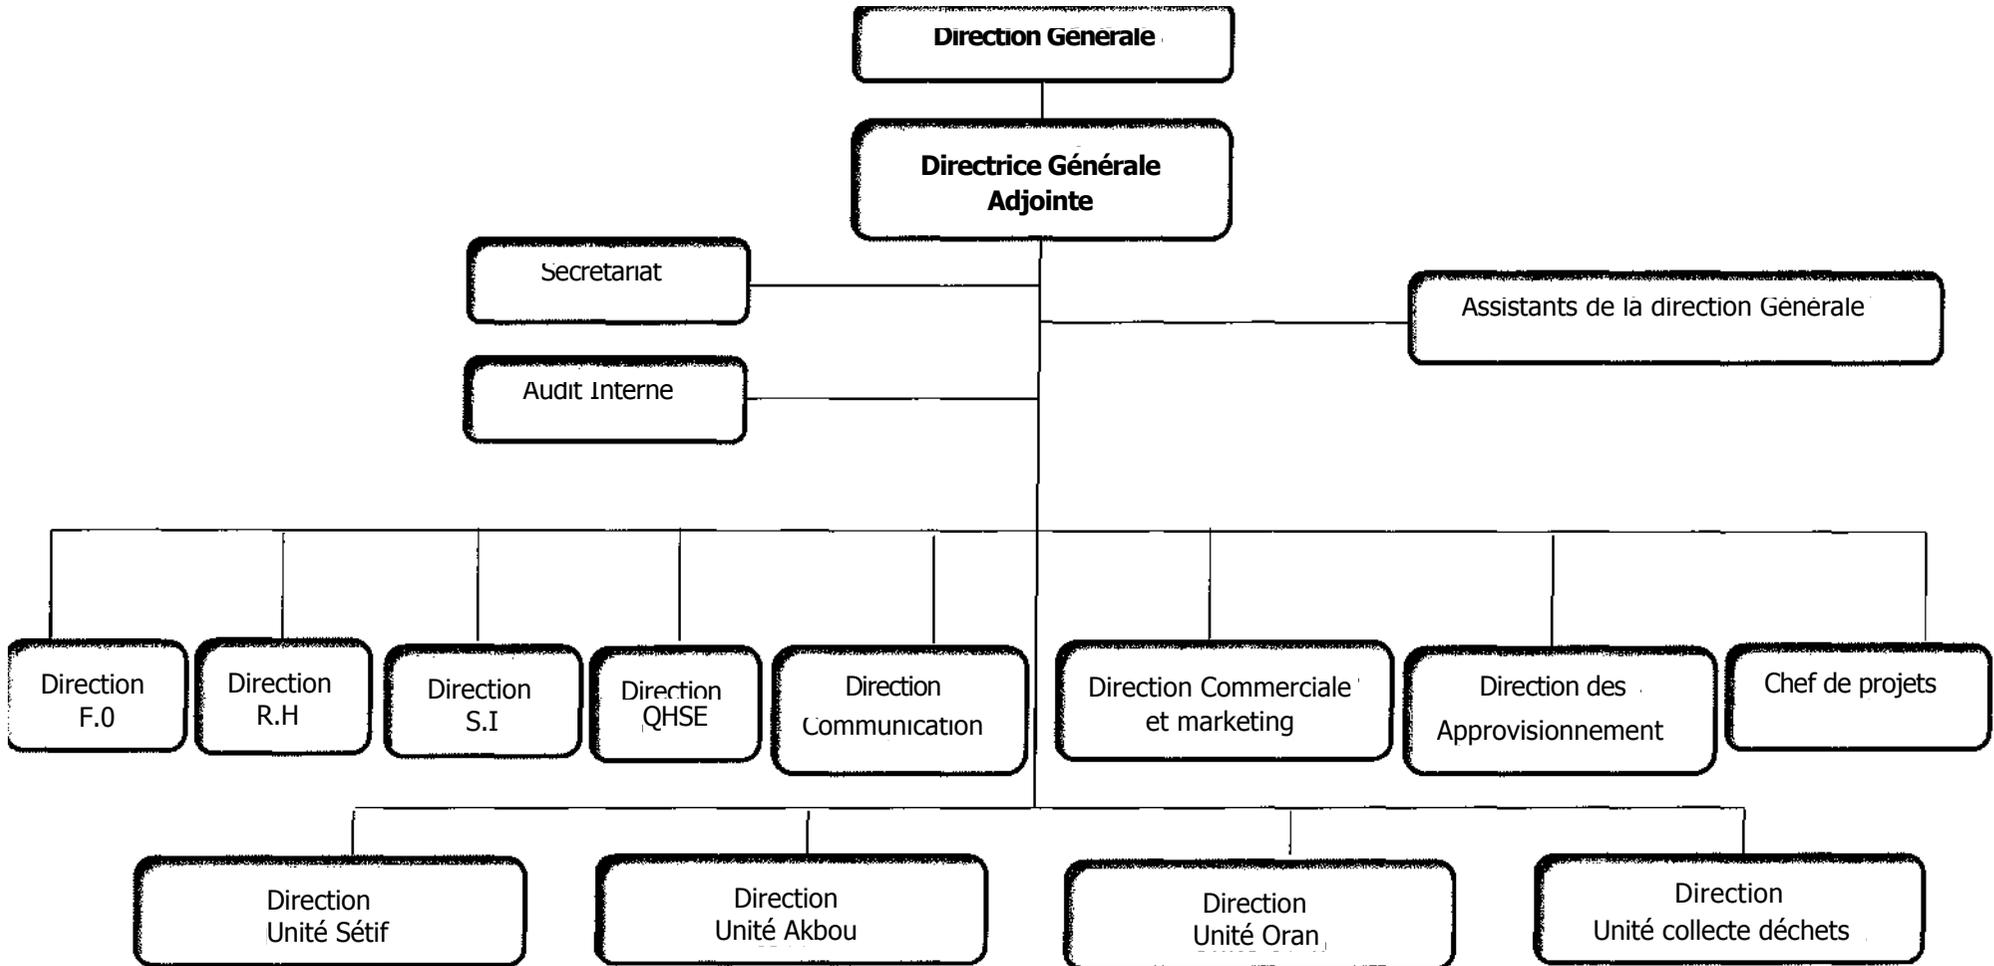 Direction Générale
Directrice Générale
Adjointe
Secrétariat
Assistants de la direction Générale
Audit Interne
Direction
F.0
Direction
R.H
Direction
S.I
Direction
QHSE
Direction
Communication
Direction Commerciale
et marketing
Direction des
Approvisionnement
Chef de projets
Direction
Unité Sétif
Direction
Unité Akbou
Direction
Unité Oran
Direction
Unité collecte déchets